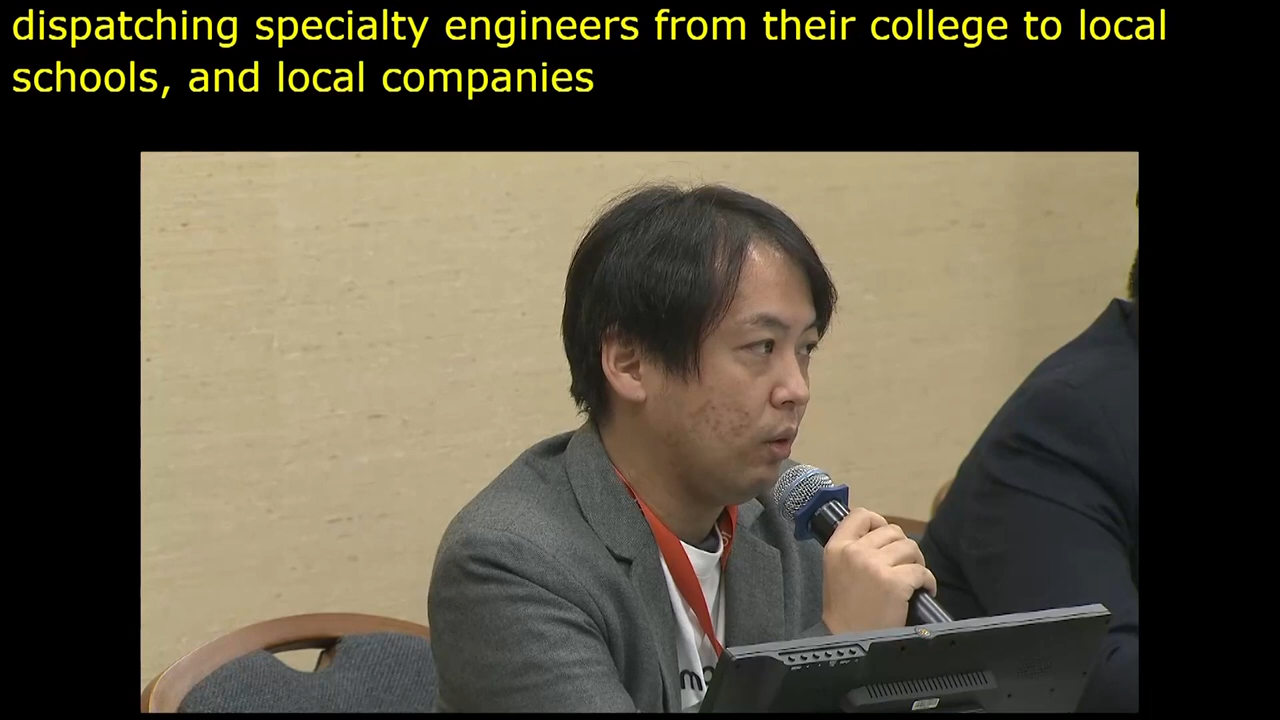 dispatching specialty engineers from their college to local
schools, and local companies